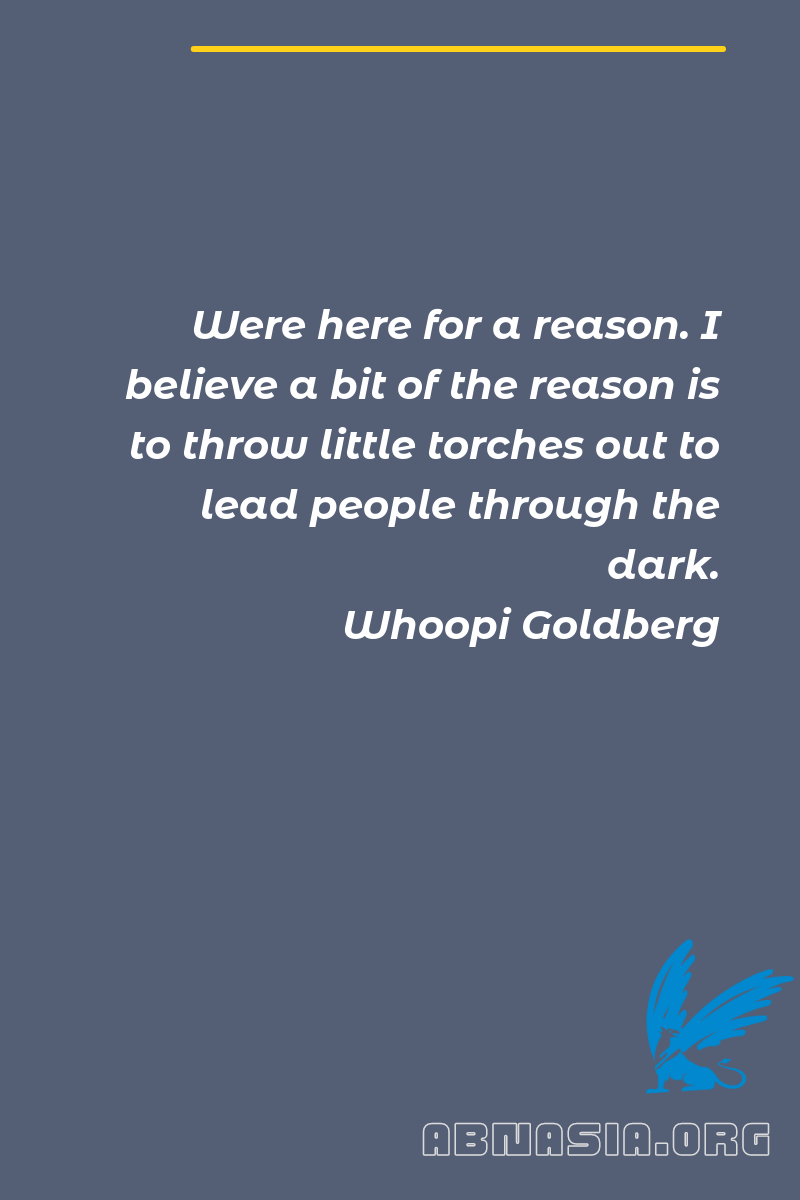 Were here for a reason. I
believe a bit of the reason is
to throw little torches out to
lead people through the
dark.
Whoopi Goldberg
ABNASIA.ORG